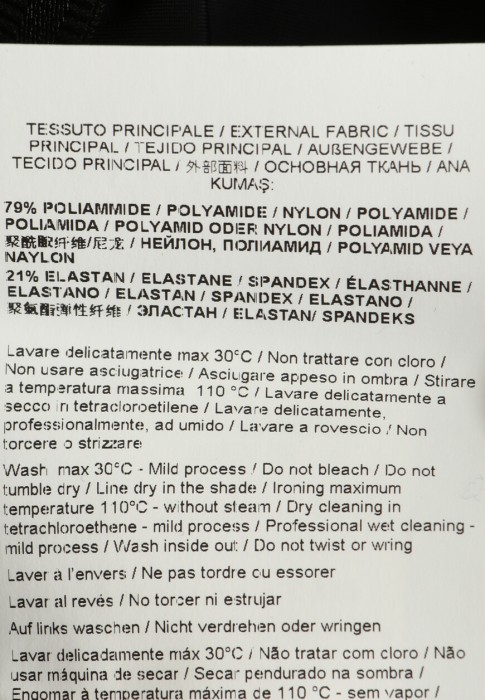 TESSUTO PRINCIPALE / EXTERNAL FABRIC / TISSU
PRINCIPAL / TEJIDO PRINCIPAL / AUßENGEWEBE /
TECIDO PRINCIPAL / 外部面料 / ОСНОВНАЯ ТКАНЬ / ANA
KUMAŞ:
79% POLIAMMIDE / POLYAMIDE / NYLON / POLYAMIDE /
POLIAMIDA / POLYAMID ODER NYLON / POLIAMIDA /
聚酰胺纤维/尼龙 / НЕЙЛОН, ПОЛИАМИД / POLYAMID VEYA
NAYLON
21% ELASTAN / ELASTANE / SPANDEX / ÉLASTHANNE /
ELASTANO / ELASTAN / SPANDEX / ELASTANO /
聚氨酯弹性纤维 / ЭЛАСТАН / ELASTAN/ SPANDEKS
Lavare delicatamente max 30°C / Non trattare con cloro /
Non usare asciugatrice / Asciugare appeso in ombra / Stirare
a temperatura massima 110 °C / Lavare delicatamente a
secco in tetracloroetilene / Lavare delicatamente,
professionalmente, ad umido / Lavare a rovescio / Non
torcere o strizzare
Wash max 30°C - Mild process / Do not bleach / Do not
tumble dry / Line dry in the shade / Ironing maximum
temperature 110°C - without steam / Dry cleaning in
tetrachloroethene - mild process / Professional wet cleaning -
mild process / Wash inside out / Do not twist or wring
Laver à l'envers / Ne pas tordre ou essorer
Lavar al revés / No torcer ni estrujar
Auf links waschen / Nicht verdrehen oder wringen
Lavar delicadamente máx 30°C / Não tratar com cloro / Não
usar máquina de secar / Secar pendurado na sombra /
Engomar à temperatura máxima de 110 °C - sem vapor /